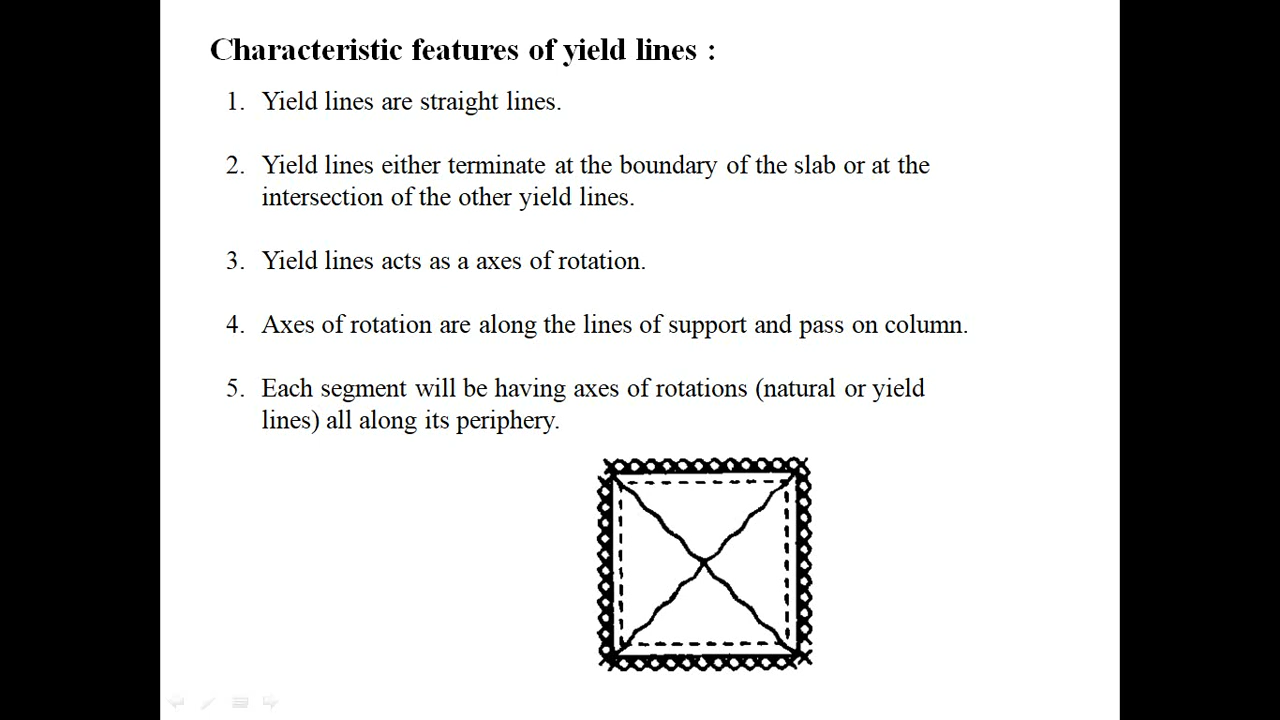 Characteristic features of yield lines :
1. Yield lines are straight lines.
2. Yield lines either terminate at the boundary of the slab or at the
intersection of the other yield lines.
3. Yield lines acts as a axes of rotation.
4. Axes of rotation are along the lines of support and pass on column.
5. Each segment will be having axes of rotations (natural or yield
lines) all along its periphery.